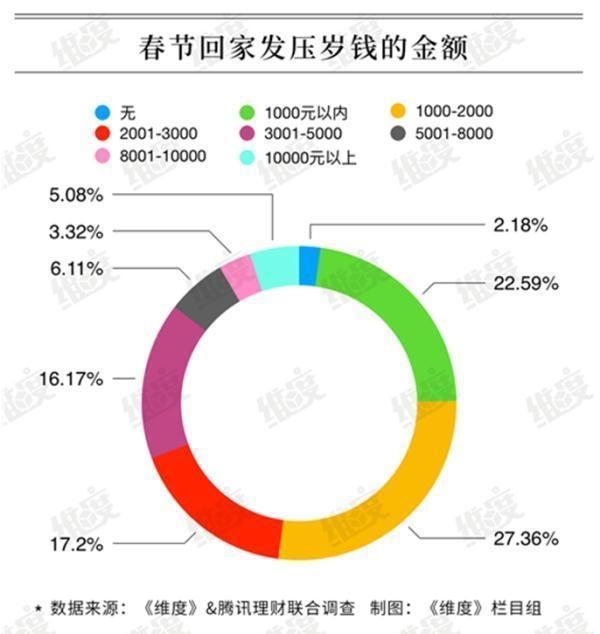 春节回家发压岁钱的金额
无 1000元以内 1000-2000
2001-3000 3001-5000 5001-8000
8001-10000 10000元以上
5.08%
2.18%
3.32%
6.11%
22.59%
16.17%
27.36%
17.2%
* 数据来源：《维度》&腾讯理财联合调查 制图：《维度》栏目组
维度